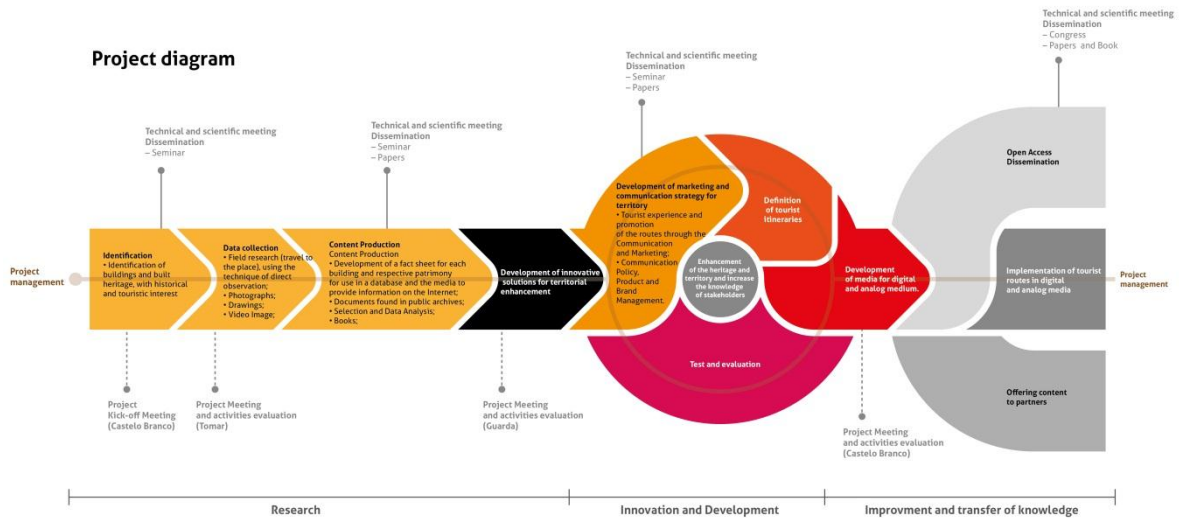 Project diagram
Technical and scientific meeting
Dissemination
– Seminar
Technical and scientific meeting
Dissemination
– Seminar
– Papers
Technical and scientific meeting
Dissemination
– Seminar
– Papers
Technical and scientific meeting
Dissemination
– Congress
– Papers and Book
Project
management
Identification
• Identification of
buildings and built
heritage, with historical
and touristic interest
Data collection
• Field research (travel to
the place), using the
technique of direct
observation;
• Photographs;
• Drawings;
• Video Image;
Content Production
Content Production
• Development of a fact sheet for each
building and respective patrimony
for use in a database and the media to
provide information on the Internet;
• Documents found in public archives;
• Selection and Data Analysis;
• Books;
Development of innovative
solutions for territorial
enhancement
Development of marketing and
communication strategy for
territory
• Tourist experience and
promotion
of the routes through the
Communication
and Marketing;
• Communication
Policy,
Product and
Brand
Management.
Definition
of tourist
itineraries
Enhancement
of the heritage and
territory and increase
the knowledge
of stakeholders
Test and evaluation
Development
of media for digital
and analog medium.
Open Access
Dissemination
Implementation of tourist
routes in digital
and analog media
Offering content
to partners
Project
management
Project
Kick-off Meeting
(Castelo Branco)
Project Meeting
and activities evaluation
(Tomar)
Project Meeting
and activities evaluation
(Guarda)
Project Meeting
and activities evaluation
(Castelo Branco)
Research
Innovation and Development
Improvment and transfer of knowledge